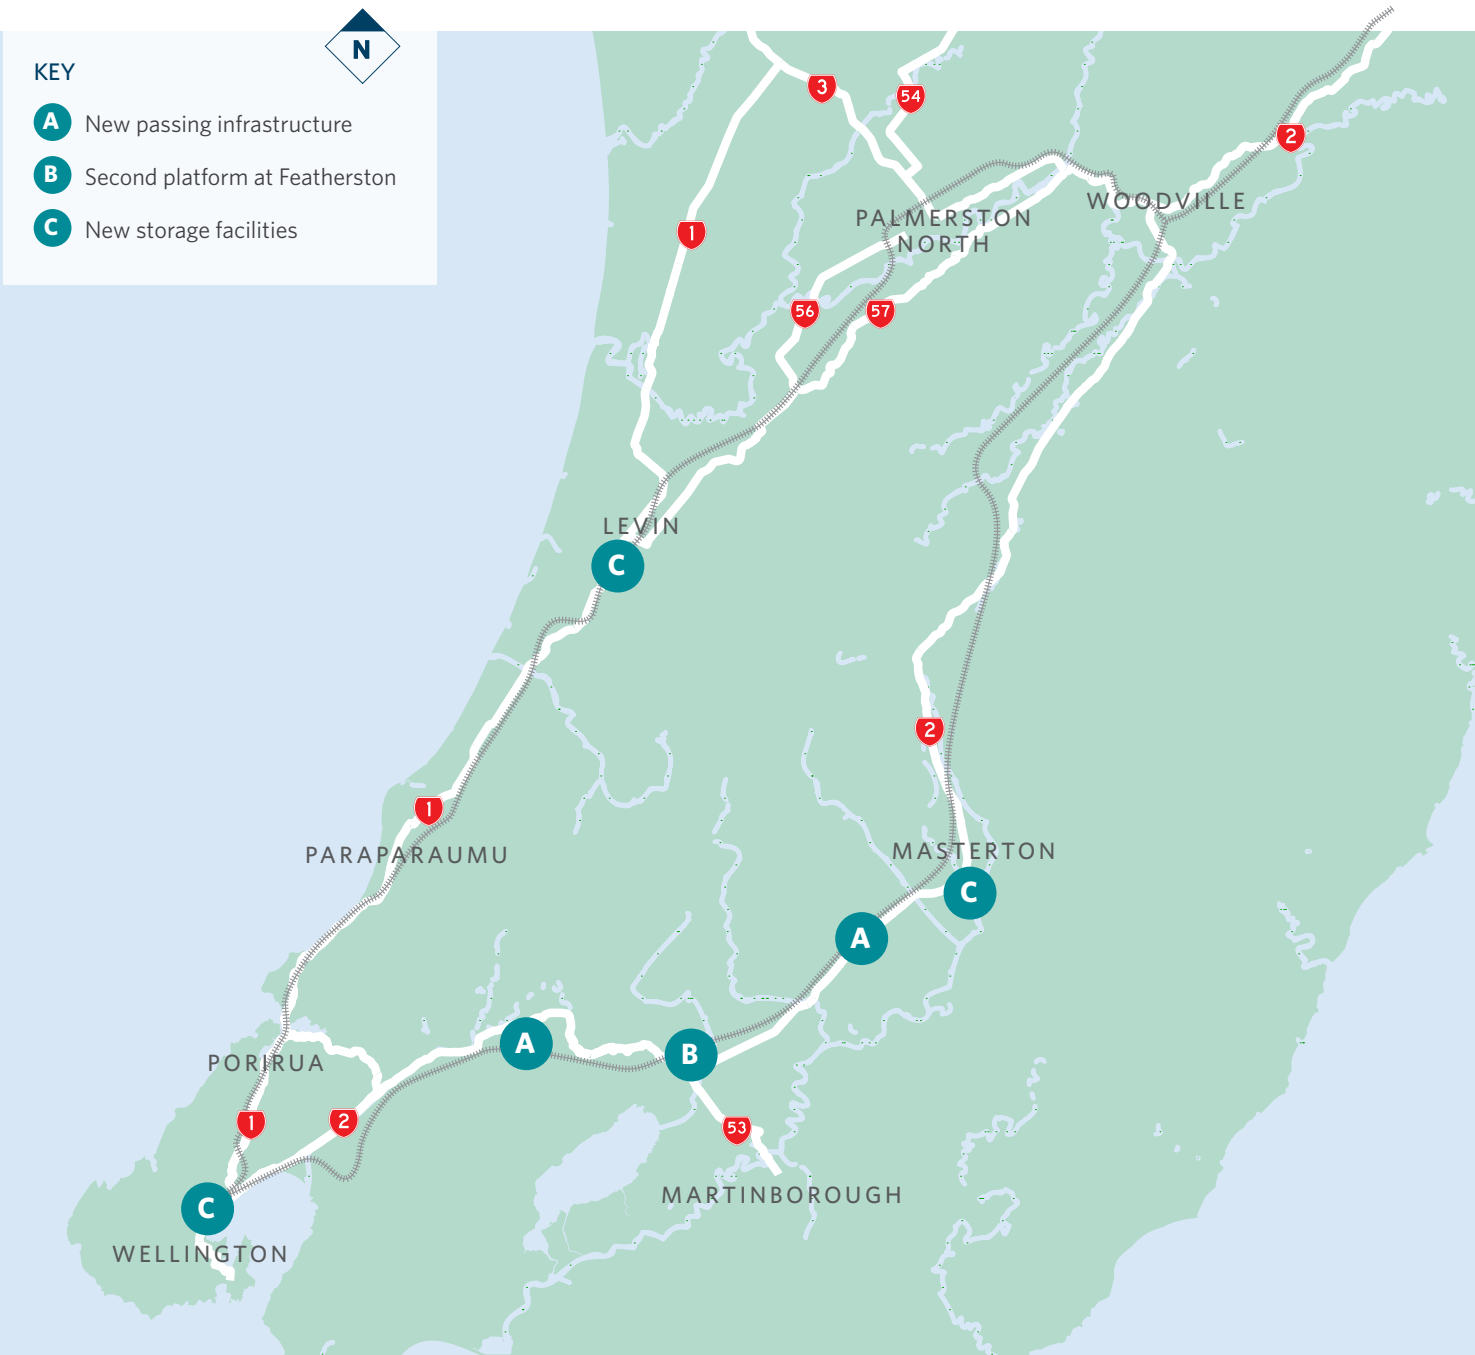 N
KEY
A New passing infrastructure
B Second platform at Featherston
C New storage facilities
3
54
2
1
WOODVILLE
PALMERSTON
NORTH
56
57
LEVIN
C
2
1
PARAPARAUMU
MASTERTON
C
A
A
B
PORIRUA
1
2
53
MARTINBOROUGH
C
WELLINGTON